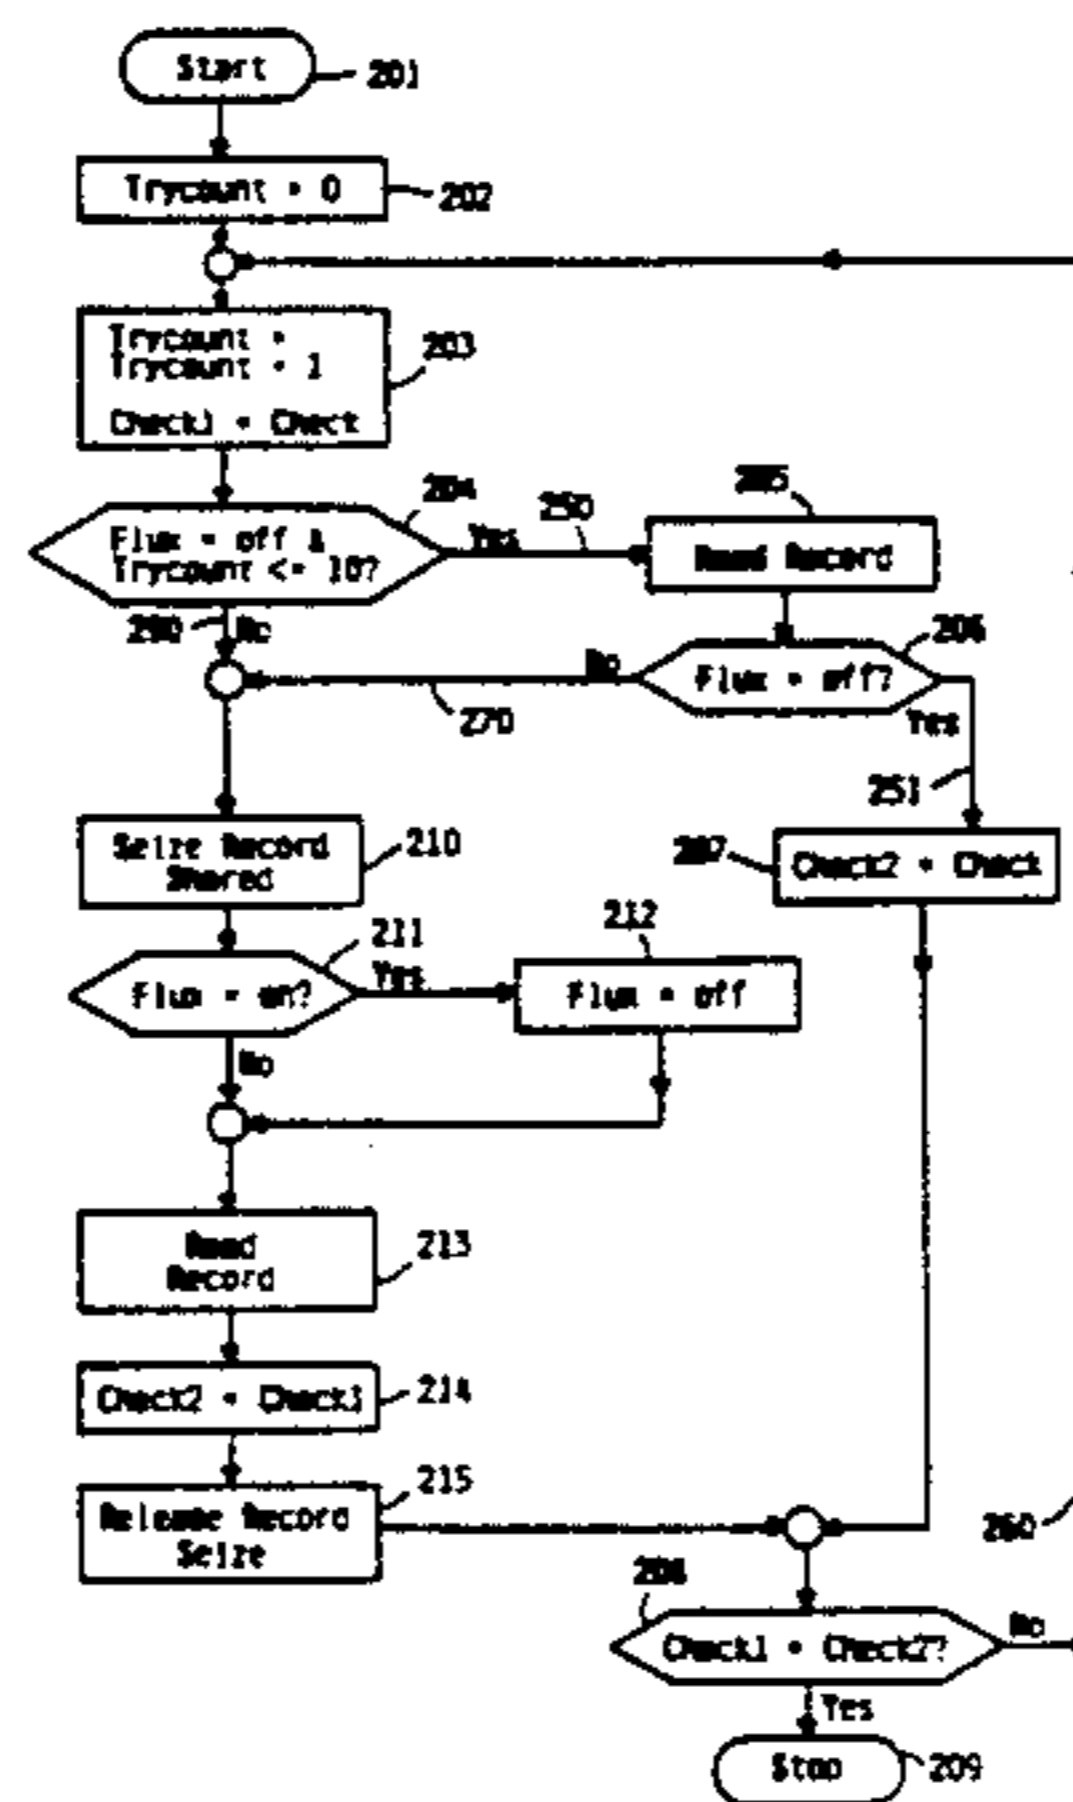 Start
201
Trycount = 0
202
Trycount =
Trycount + 1
Check1 = Check
203
204
Flux = off &
Trycount <= 10?
Yes
250
205
Read Record
290
No
206
Flux = off?
No
270
Yes
251
Seize Record
Shared
210
207
Check2 = Check
211
Flux = on?
Yes
212
Flux = off
No
Read
Record
213
Check2 = Check1
214
215
Release Record
Seize
260
208
Check1 = Check2?
No
Yes
Stop
209